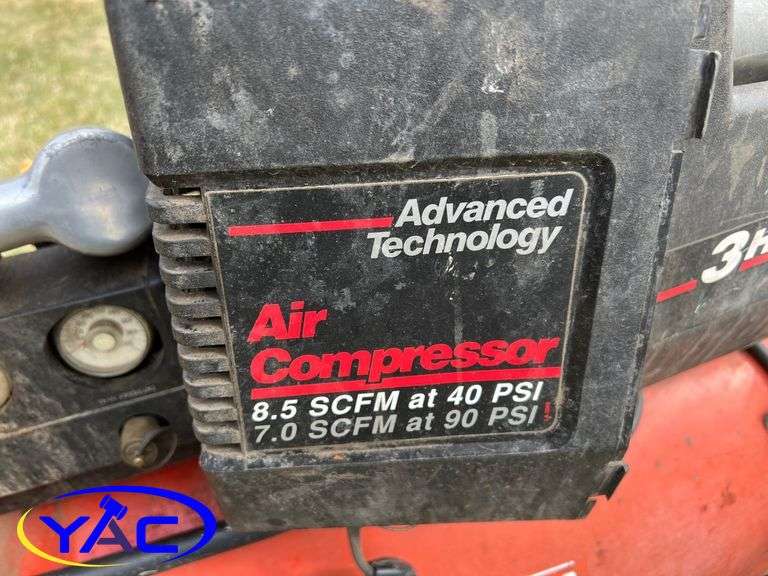 Advanced
Technology
Air
Compressor
8.5 SCFM at 40 PSI
7.0 SCFM at 90 PSI
3H
YAC